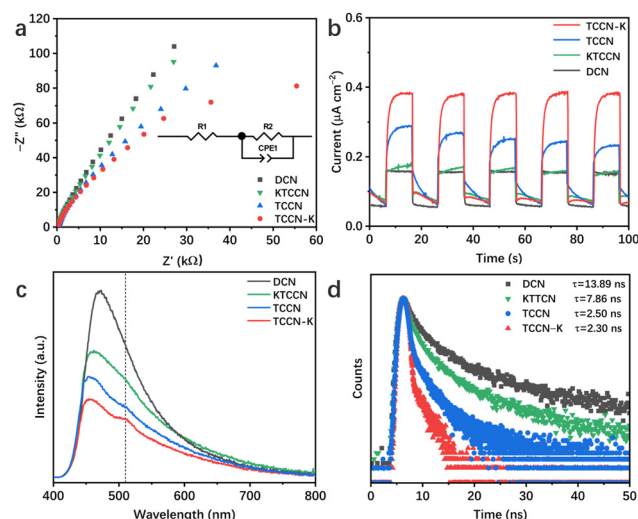 a
120
100
80
60
40
20
0
-Z'' (kΩ)
R1
R2
CPE1
DCN
KTCCN
TCCN
TCCN-K
0 10 20 30 40 50 60
Z' (kΩ)
b
0.6
0.4
0.2
0.0
Current (μA cm-2)
TCCN-K
TCCN
KTCCN
DCN
0 20 40 60 80 100
Time (s)
c
Intensity (a.u.)
DCN
KTCCN
TCCN
TCCN-K
400 500 600 700 800
Wavelength (nm)
d
Counts
DCN τ=13.89 ns
KTTCN τ=7.86 ns
TCCN τ=2.50 ns
TCCN-K τ=2.30 ns
0 10 20 30 40 50
Time (ns)